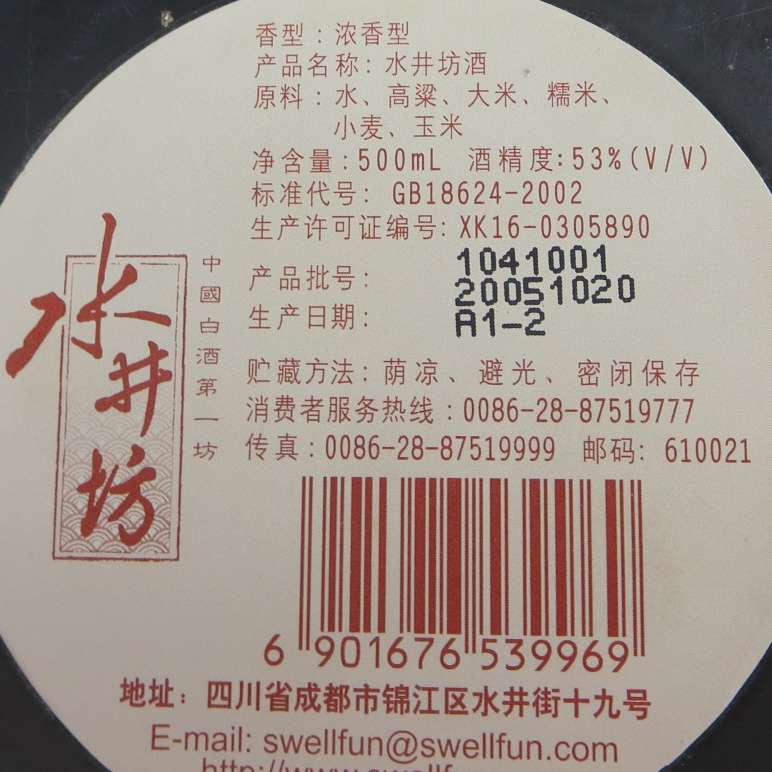 香型：浓香型
产品名称：水井坊酒
原料：水、高粱、大米、糯米、
小麦、玉米
净含量:500mL 酒精度:53%(V/V)
标准代号: GB18624-2002
生产许可证编号: XK16-0305890
产品批号:
生产日期:
1041001
20051020
A1-2
贮藏方法: 荫凉、避光、密闭保存
消费者服务热线:0086-28-87519777
传真:0086-28-87519999 邮码: 610021
水井坊
中國白酒第一坊
6 901676 539969
地址：四川省成都市锦江区水井街十九号
E-mail: swellfun@swellfun.com